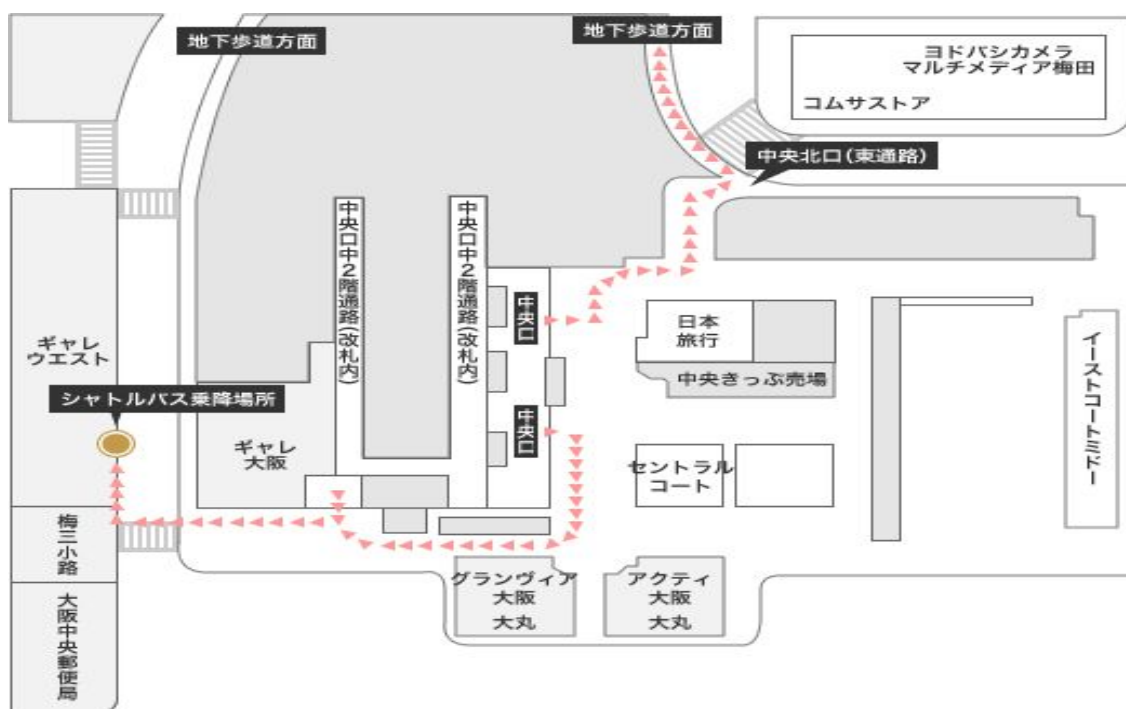 地下歩道方面
地下歩道方面
ヨドバシカメラ
マルチメディア梅田
コムサストア
中央北口(東通路)
中央口中2階通路(改札内)
中央口中2階通路(改札内)
中央口
日本
旅行
中央きっぷ売場
イーストコートミドー
ギャレ
ウエスト
シャトルバス乗降場所
中央口
ギャレ
大阪
セントラル
コート
梅三小路
グランヴィア
大阪
大丸
アクティ
大阪
大丸
大阪中央郵便局